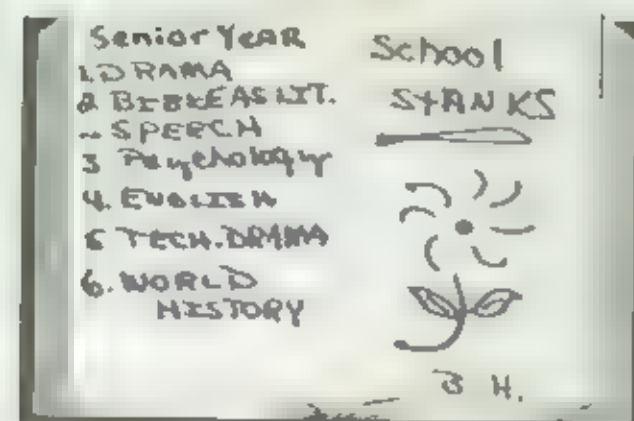 Senior YEAR
1. DRAMA
2 BIBLE AS LIT.
~ SPEECH
3 Psychology
4. ENGLISH
5 TECH. DRAMA
6. WORLD
HISTORY
School
STANKS
B H.